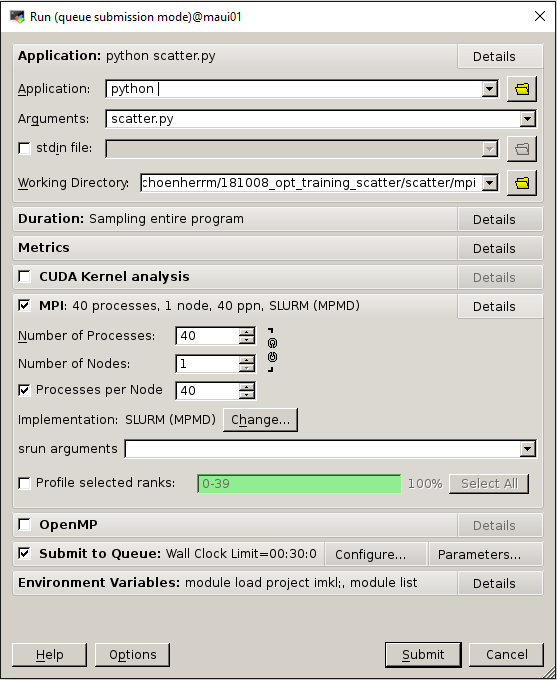 Run (queue submission mode)@maui01
Application: python scatter.py Details
Application: python
Arguments: scatter.py
stdin file:
Working Directory: choenherrm/181008_opt_training_scatter/scatter/mpi
Duration: Sampling entire program Details
Metrics Details
CUDA Kernel analysis Details
MPI: 40 processes, 1 node, 40 ppn, SLURM (MPMD) Details
Number of Processes: 40
Number of Nodes: 1
Processes per Node 40
Implementation: SLURM (MPMD) Change...
srun arguments
Profile selected ranks: 0-39 100% Select All
OpenMP Details
Submit to Queue: Wall Clock Limit=00:30:0 Configure... Parameters...
Environment Variables: module load project imkl;, module list Details
Help Options Submit Cancel